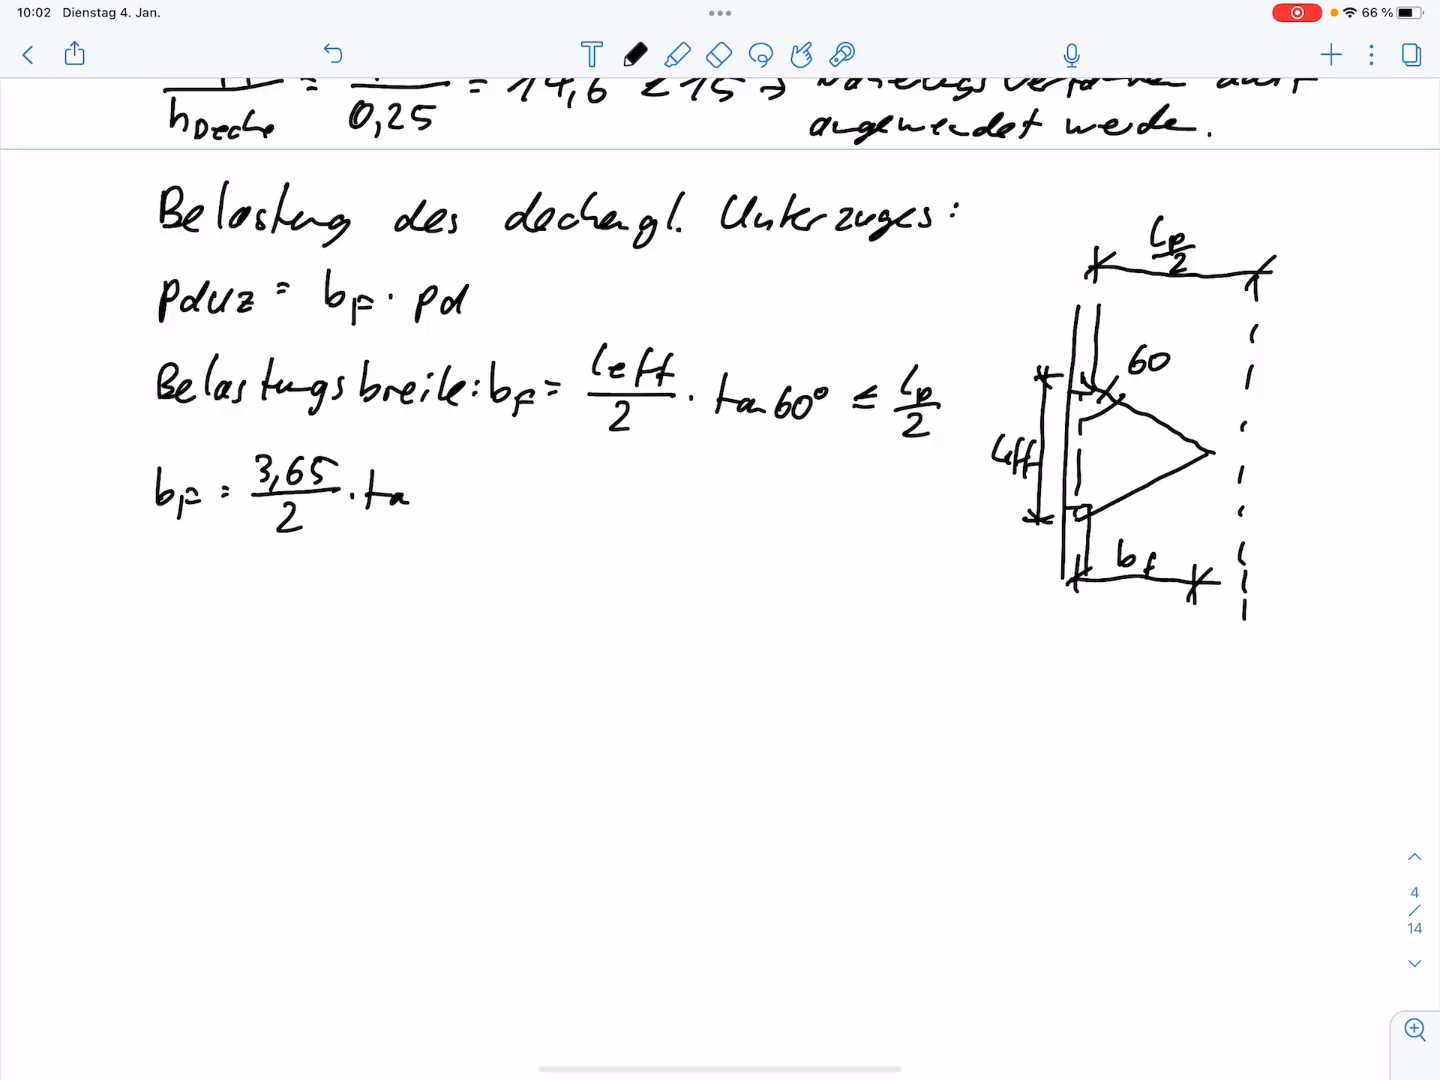 10:02 Dienstag 4. Jan. 66 %
h_Decke = 0,25 = 14,6 < 15 →
angewendet werden.
Belastung des deckengl. Unterzuges:
pduz = bF · pd
Belastungsbreite: bF = leff/2 · tan 60° ≤ lp/2
bF = 3,65/2 · ta
lp/2
60
leff
bf
4
/
14